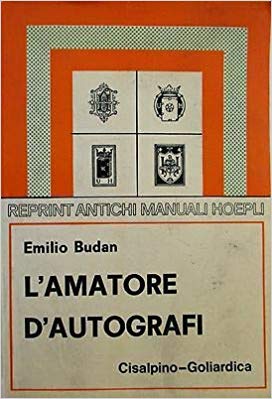 REPRINT ANTICHI MANUALI HOEPLI
Emilio Budan
L'AMATORE
D'AUTOGRAFI
Cisalpino-Goliardica